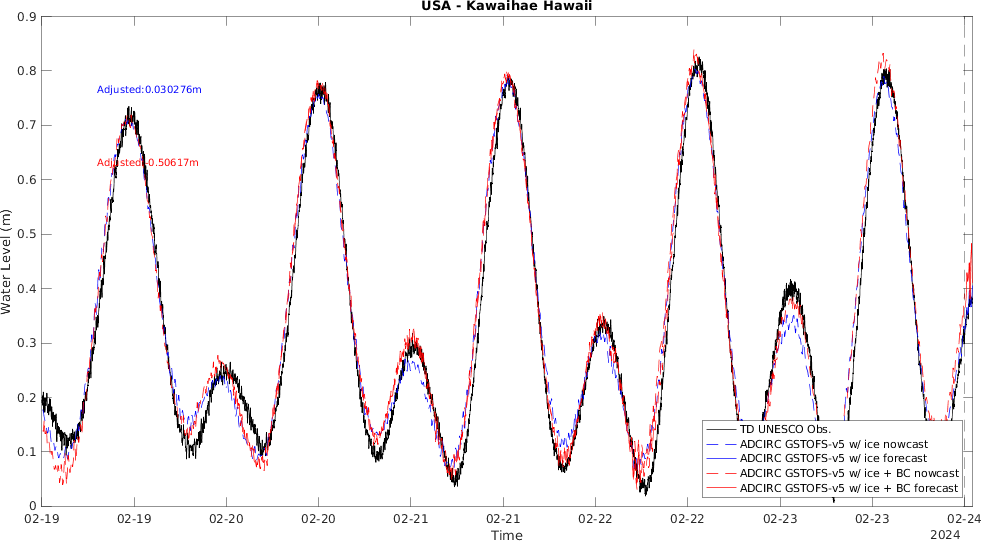 USA - Kawaihae Hawaii
0.9
0.8
0.7
0.6
0.5
0.4
0.3
0.2
0.1
0
Water Level (m)
Adjusted:0.030276m
Adjusted:-0.50617m
TD UNESCO Obs.
ADCIRC GSTOFS-v5 w/ ice nowcast
ADCIRC GSTOFS-v5 w/ ice forecast
ADCIRC GSTOFS-v5 w/ ice + BC nowcast
ADCIRC GSTOFS-v5 w/ ice + BC forecast
02-19 02-19 02-20 02-20 02-21 02-21 02-22 02-22 02-23 02-23 02-24
Time
2024